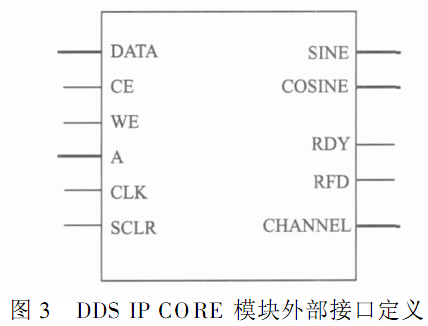 DATA
CE
WE
A
CLK
SCLR
SINE
COSINE
RDY
RFD
CHANNEL
图 3 DDS IP CORE 模块外部接口定义